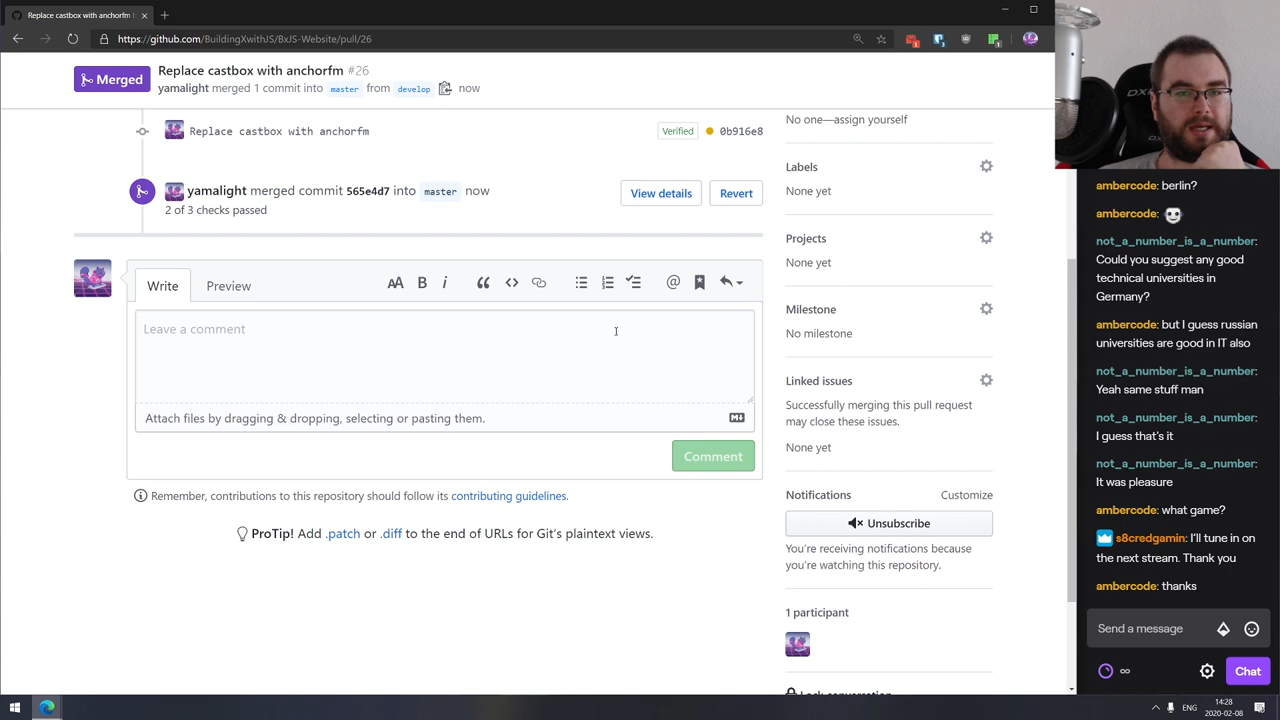 Replace castbox with anchorfm
https://github.com/BuildingXwithJS/BxJS-Website/pull/26
1
3
1
Merged
Replace castbox with anchorfm #26
yamalight merged 1 commit into master from develop now
Replace castbox with anchorfm
Verified
0b916e8
yamalight merged commit 565e4d7 into master now
2 of 3 checks passed
View details
Revert
Write
Preview
AA B i
Leave a comment
Attach files by dragging & dropping, selecting or pasting them.
Comment
Remember, contributions to this repository should follow its contributing guidelines.
ProTip! Add .patch or .diff to the end of URLs for Git's plaintext views.
No one—assign yourself
Labels
None yet
Projects
None yet
Milestone
No milestone
Linked issues
Successfully merging this pull request
may close these issues.
None yet
Notifications
Customize
Unsubscribe
You're receiving notifications because
you're watching this repository.
1 participant
Lock conversation
ambercode: berlin?
ambercode:
not_a_number_is_a_number:
Could you suggest any good
technical universities in
Germany?
ambercode: but I guess russian
universities are good in IT also
not_a_number_is_a_number:
Yeah same stuff man
not_a_number_is_a_number:
I guess that's it
not_a_number_is_a_number:
It was pleasure
ambercode: what game?
s8credgamin: I'll tune in on
the next stream. Thank you
ambercode: thanks
Send a message
∞
Chat
ENG
14:28
2020-02-08